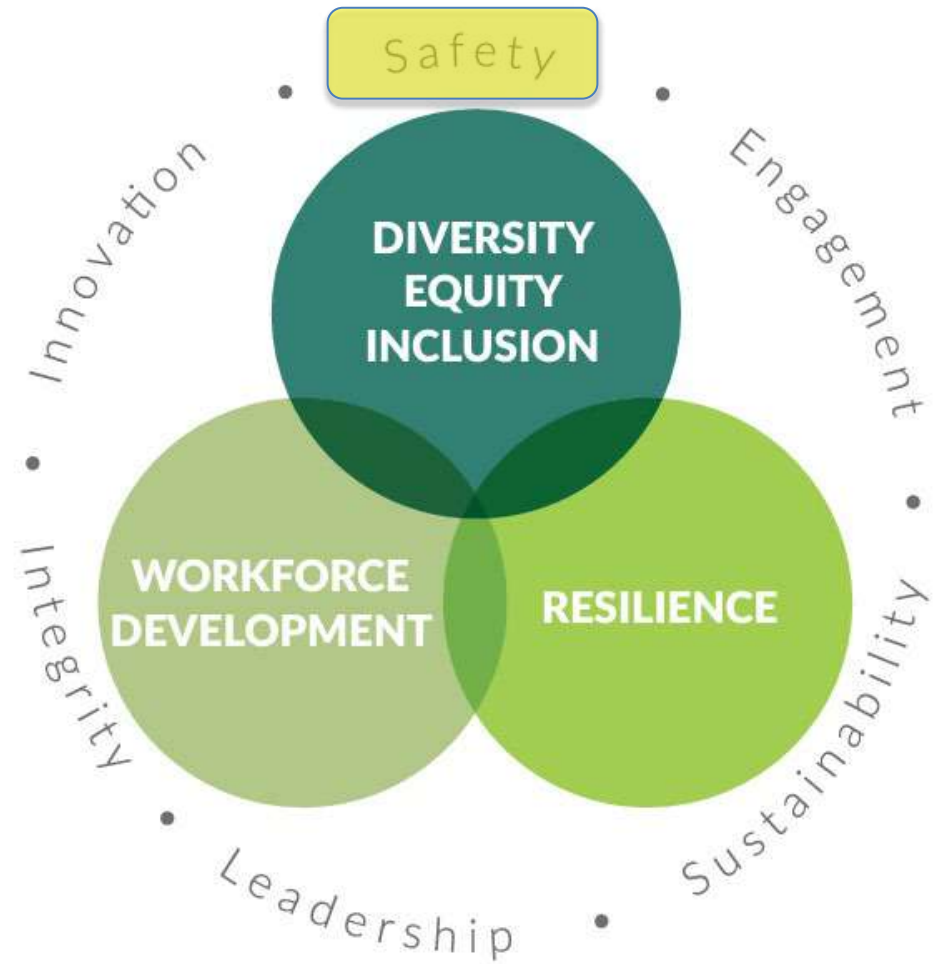 Safety
Engagement
Sustainability
Leadership
Integrity
Innovation
DIVERSITY
EQUITY
INCLUSION
WORKFORCE
DEVELOPMENT
RESILIENCE